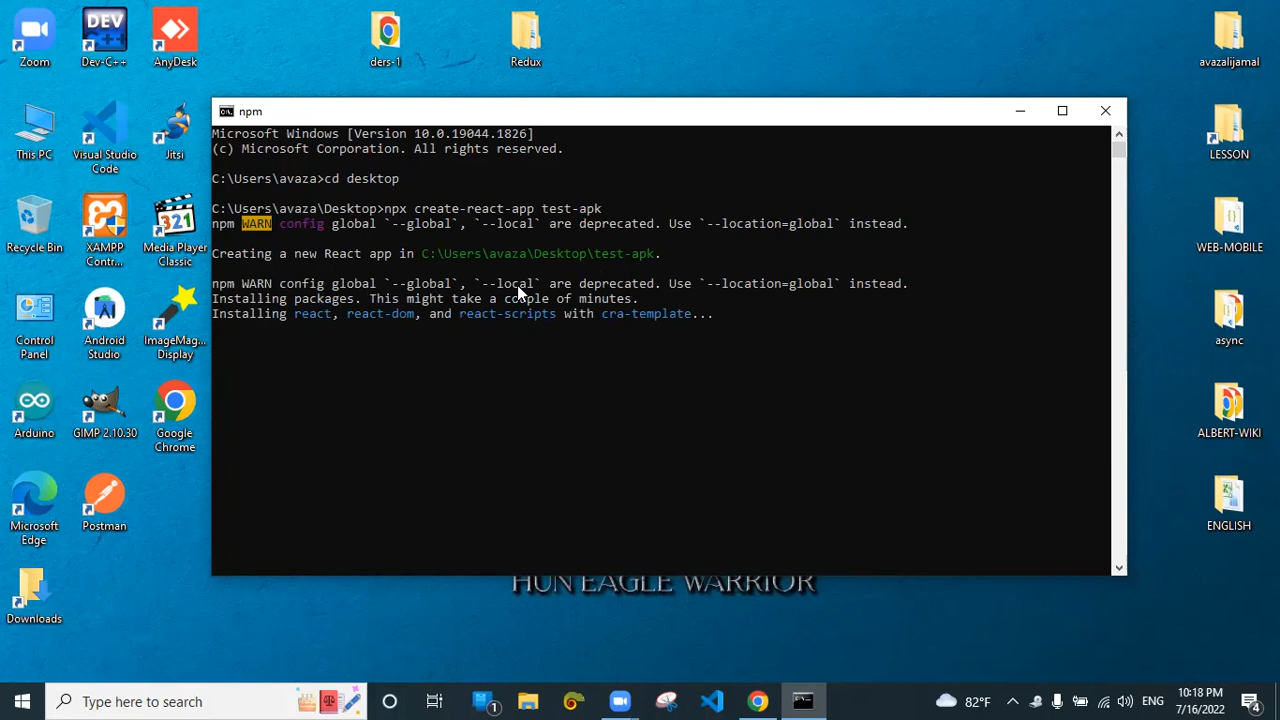 Zoom
Dev-C++
AnyDesk
ders-1
Redux
avazalijamal
This PC
Visual Studio
Code
Jitsi
LESSON
Recycle Bin
XAMPP
Contr...
Media Player
Classic
WEB-MOBILE
Control
Panel
Android
Studio
ImageMag...
Display
async
Arduino
GIMP 2.10.30
Google
Chrome
ALBERT-WIKI
Microsoft
Edge
Postman
ENGLISH
Downloads
DEV
321
npm
Microsoft Windows [Version 10.0.19044.1826]
(c) Microsoft Corporation. All rights reserved.
C:\Users\avaza>cd desktop
C:\Users\avaza\Desktop>npx create-react-app test-apk
npm WARN config global `--global`, `--local` are deprecated. Use `--location=global` instead.
Creating a new React app in C:\Users\avaza\Desktop\test-apk.
npm WARN config global `--global`, `--local` are deprecated. Use `--location=global` instead.
Installing packages. This might take a couple of minutes.
Installing react, react-dom, and react-scripts with cra-template...
HUN EAGLE WARRIOR
Type here to search
1
82°F
ENG
10:18 PM
7/16/2022
4